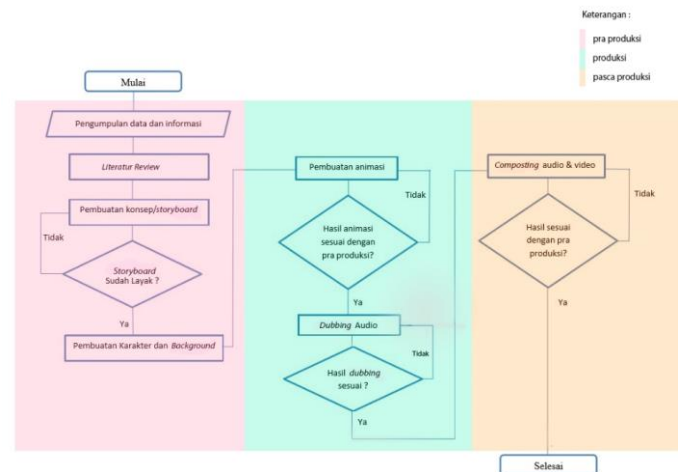 Keterangan :
pra produksi
produksi
pasca produksi
Mulai
Pengumpulan data dan informasi
Literatur Review
Pembuatan konsep/storyboard
Tidak
Storyboard
Sudah Layak ?
Ya
Pembuatan Karakter dan Background
Pembuatan animasi
Tidak
Hasil animasi
sesuai dengan
pra produksi?
Ya
Dubbing Audio
Tidak
Hasil dubbing
sesuai ?
Ya
Composting audio & video
Tidak
Hasil sesuai
dengan pra
produksi?
Ya
Selesai